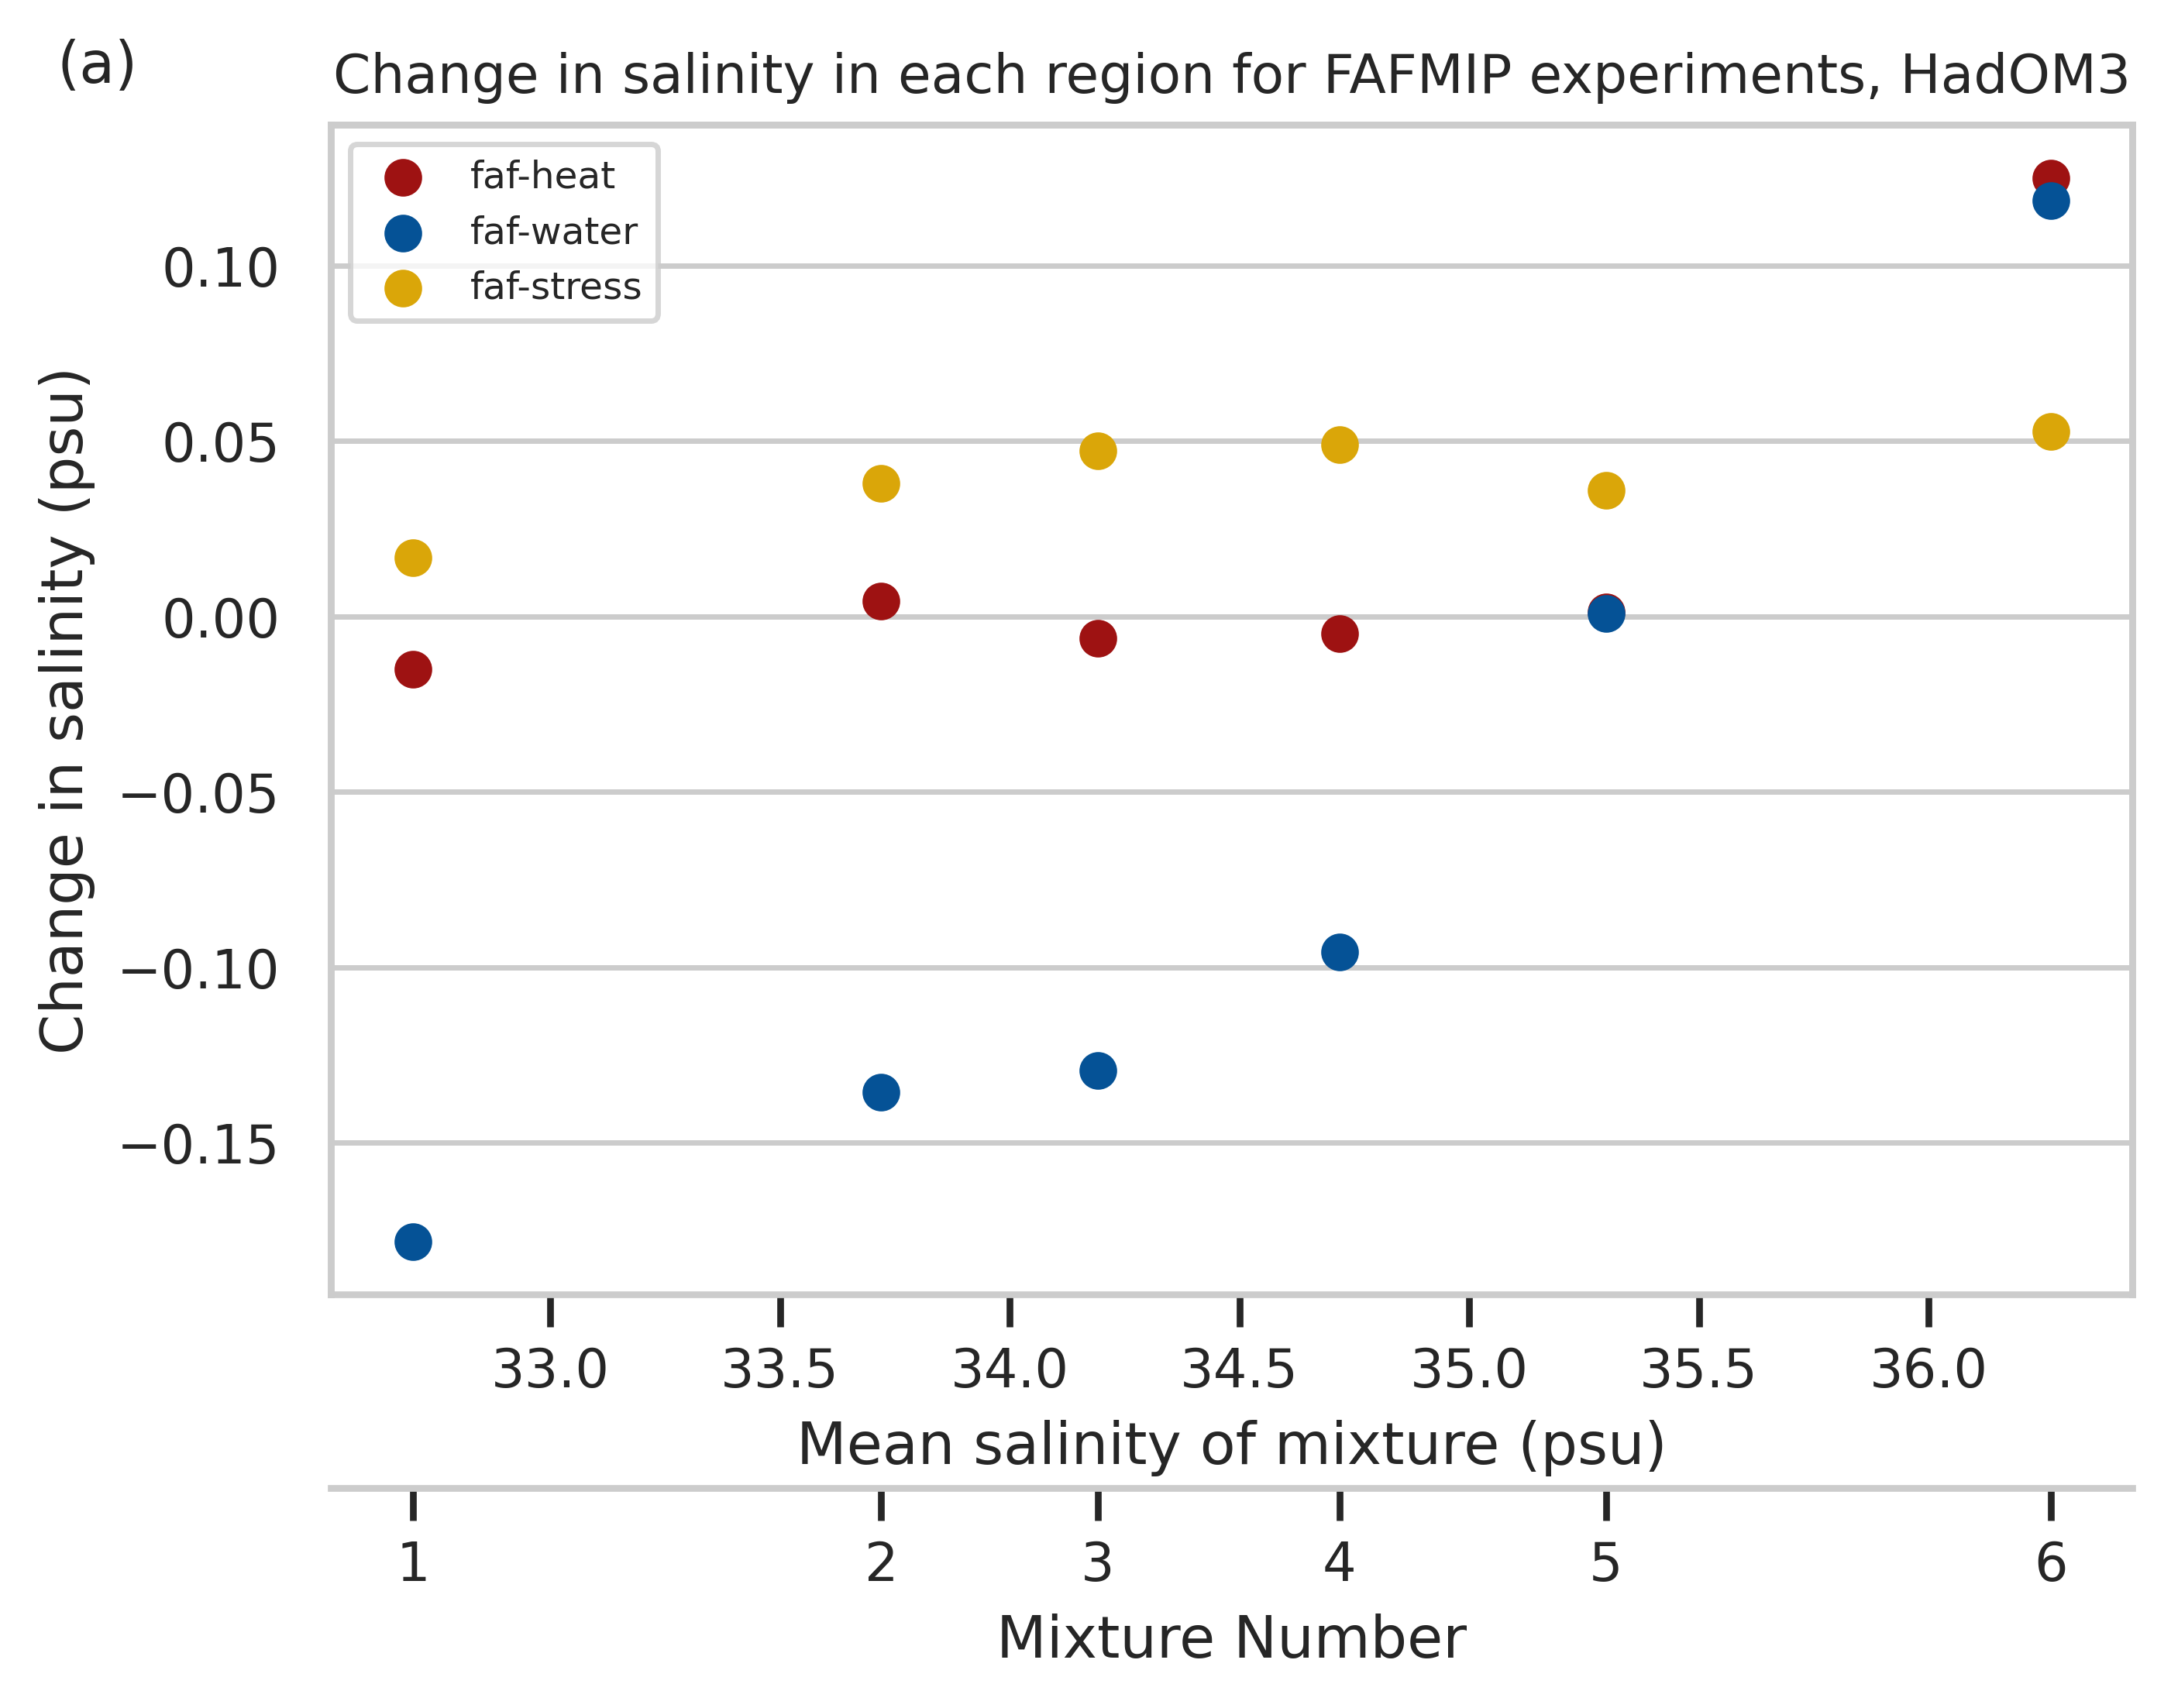 (a)
Change in salinity in each region for FAFMIP experiments, HadOM3
faf-heat
faf-water
faf-stress
Change in salinity (psu)
0.10
0.05
0.00
−0.05
−0.10
−0.15
33.0 33.5 34.0 34.5 35.0 35.5 36.0
Mean salinity of mixture (psu)
1 2 3 4 5 6
Mixture Number